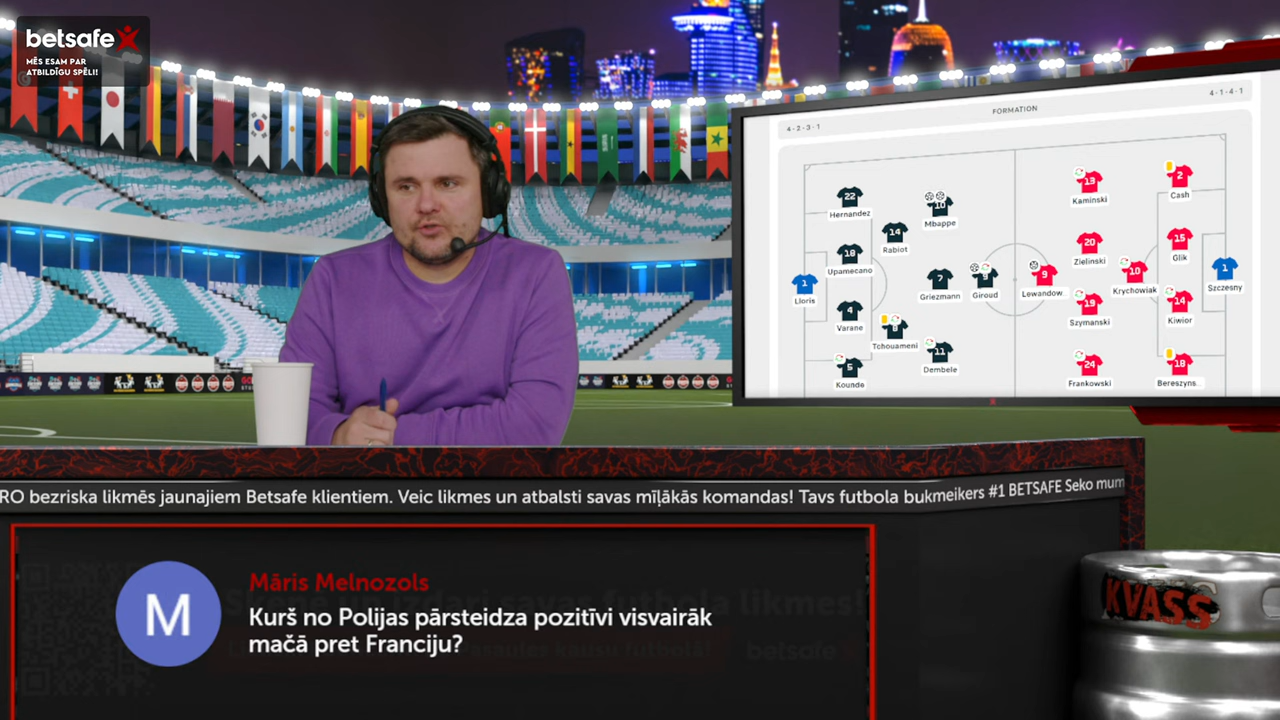 betsafe
MĒS ESAM PAR
ATBILDĪGU SPĒLI!
FORMATION
4-2-3-1
4-1-4-1
22
Hernandez
10
Mbappe
14
Rabiot
18
Upamecano
1
Lloris
7
Griezmann
9
Giroud
4
Varane
8
Tchouameni
11
Dembele
5
Kounde
13
Kaminski
2
Cash
20
Zielinski
15
Glik
9
Lewandow...
10
Krychowiak
1
Szczesny
19
Szymanski
14
Kiwior
24
Frankowski
18
Bereszyns...
RO bezriska likmēs jaunajiem Betsafe klientiem. Veic likmes un atbalsti savas mīļākās komandas! Tavs futbola bukmeikers #1 BETSAFE Seko mum
M
Māris Melnozols
Kurš no Polijas pārsteidza pozitīvi visvairāk
mačā pret Franciju?
betsafe
KVASS